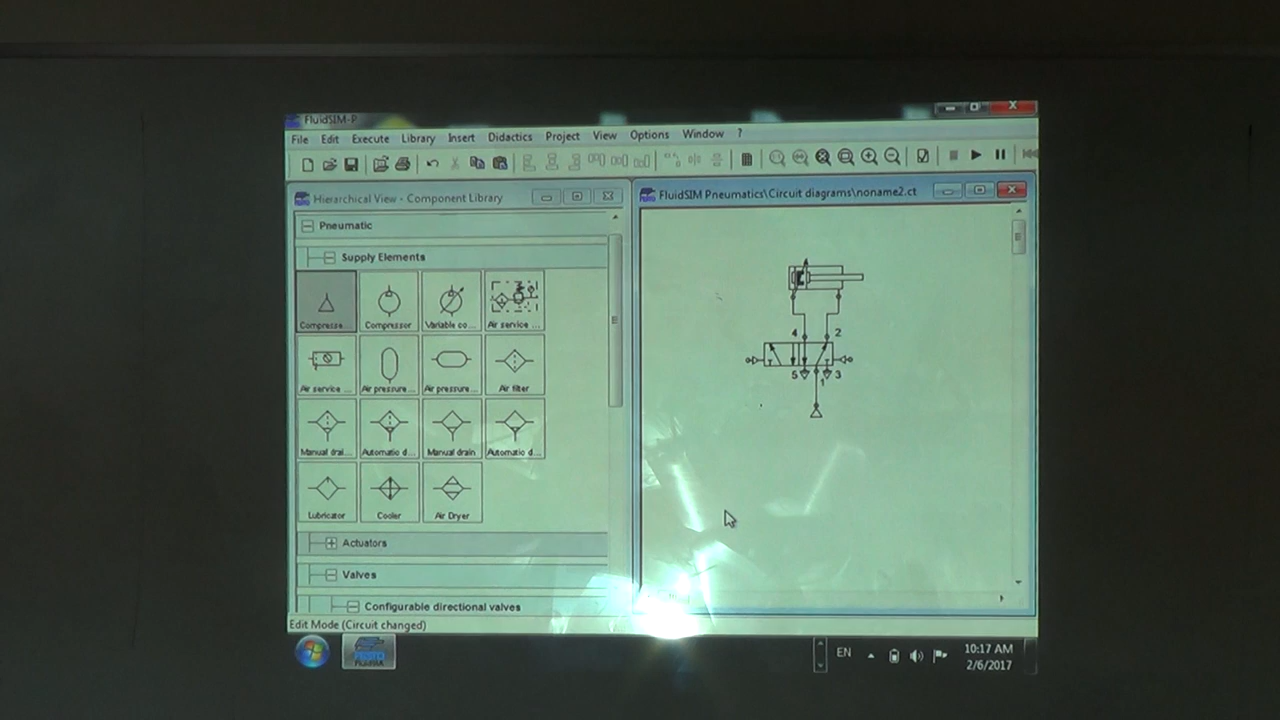 FluidSIM-P
File Edit Execute Library Insert Didactics Project View Options Window ?
Hierarchical View - Component Library
FluidSIM Pneumatics\Circuit diagrams\noname2.ct
Pneumatic
Supply Elements
Compresse... Compressor Variable co... Air service ...
Air service ... Air pressure... Air pressure... Air filter
Manual drai... Automatic d... Manual drain Automatic d...
Lubricator Cooler Air Dryer
Actuators
Valves
Configurable directional valves
4 2
5 1 3
Edit Mode (Circuit changed)
EN
10:17 AM
2/6/2017